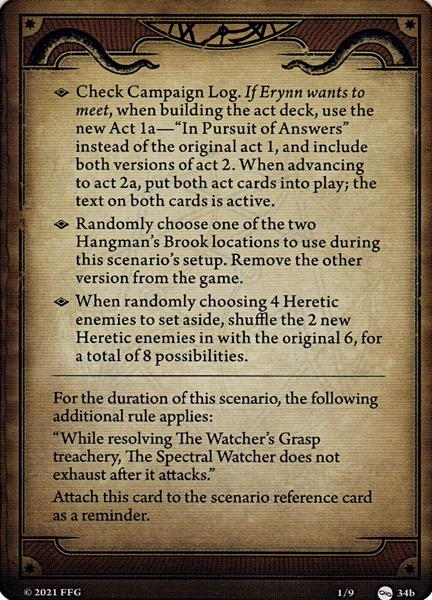 Check Campaign Log. If Erynn wants to
meet, when building the act deck, use the
new Act 1a—“In Pursuit of Answers”
instead of the original act 1, and include
both versions of act 2. When advancing
to act 2a, put both act cards into play; the
text on both cards is active.
Randomly choose one of the two
Hangman’s Brook locations to use during
this scenario’s setup. Remove the other
version from the game.
When randomly choosing 4 Heretic
enemies to set aside, shuffle the 2 new
Heretic enemies in with the original 6, for
a total of 8 possibilities.
For the duration of this scenario, the following
additional rule applies:
“While resolving The Watcher’s Grasp
treachery, The Spectral Watcher does not
exhaust after it attacks.”
Attach this card to the scenario reference card
as a reminder.
© 2021 FFG 1/9 34b